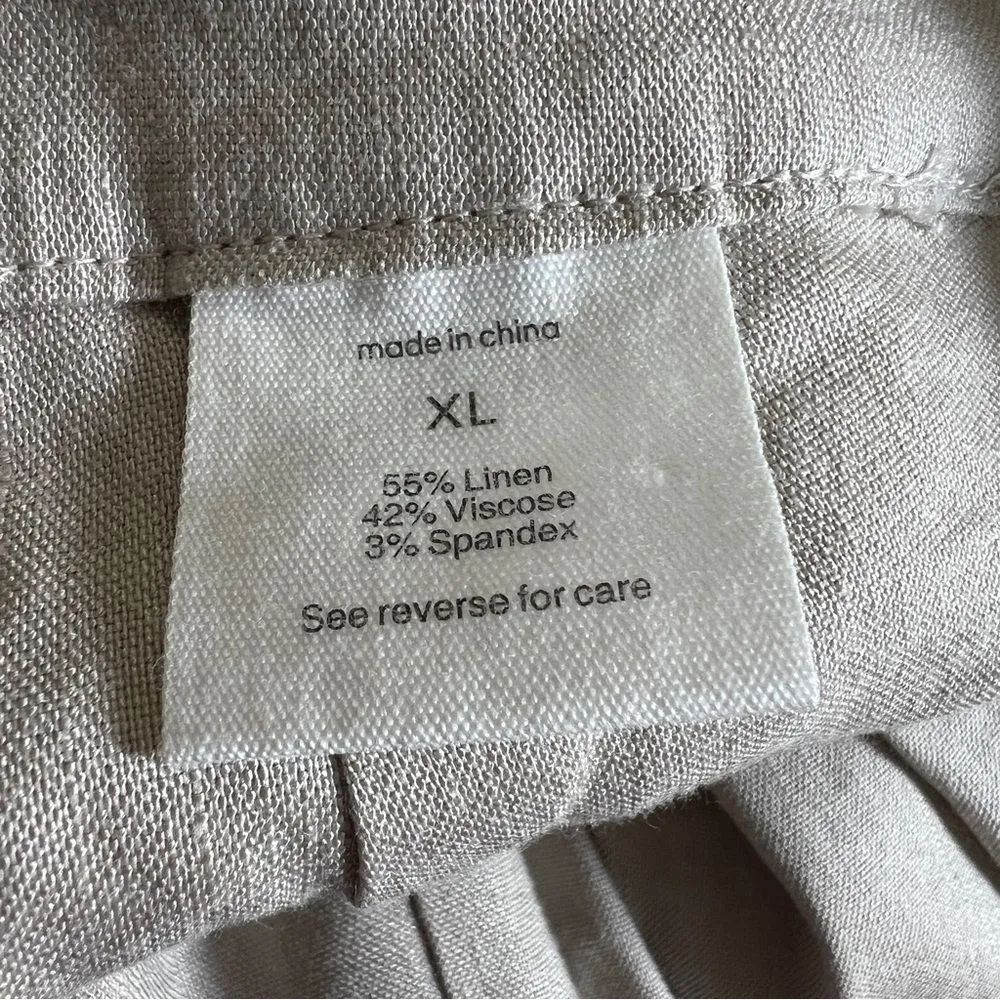 made in china
XL
55% Linen
42% Viscose
3% Spandex
See reverse for care